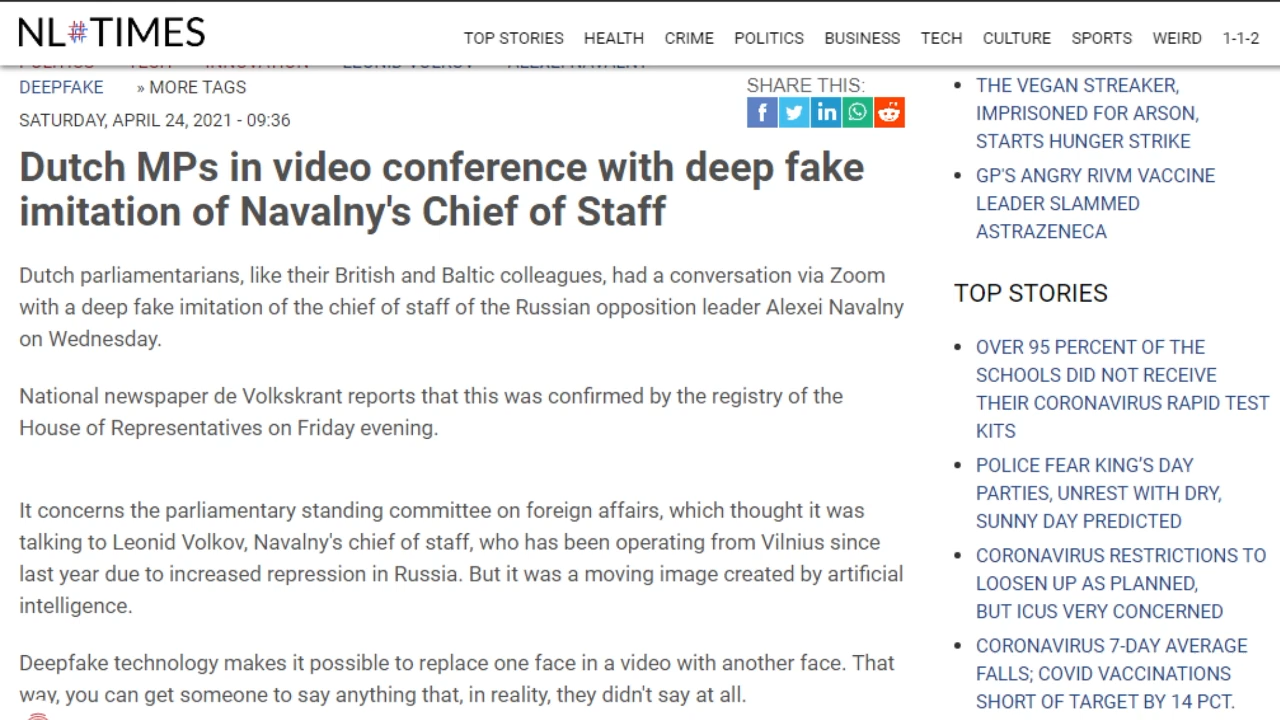 NL#TIMES
TOP STORIES HEALTH CRIME POLITICS BUSINESS TECH CULTURE SPORTS WEIRD 1-1-2
DEEPFAKE » MORE TAGS
SATURDAY, APRIL 24, 2021 - 09:36
SHARE THIS:
Dutch MPs in video conference with deep fake
imitation of Navalny's Chief of Staff
Dutch parliamentarians, like their British and Baltic colleagues, had a conversation via Zoom
with a deep fake imitation of the chief of staff of the Russian opposition leader Alexei Navalny
on Wednesday.
National newspaper de Volkskrant reports that this was confirmed by the registry of the
House of Representatives on Friday evening.
It concerns the parliamentary standing committee on foreign affairs, which thought it was
talking to Leonid Volkov, Navalny's chief of staff, who has been operating from Vilnius since
last year due to increased repression in Russia. But it was a moving image created by artificial
intelligence.
Deepfake technology makes it possible to replace one face in a video with another face. That
way, you can get someone to say anything that, in reality, they didn't say at all.
THE VEGAN STREAKER,
IMPRISONED FOR ARSON,
STARTS HUNGER STRIKE
GP'S ANGRY RIVM VACCINE
LEADER SLAMMED
ASTRAZENECA
TOP STORIES
OVER 95 PERCENT OF THE
SCHOOLS DID NOT RECEIVE
THEIR CORONAVIRUS RAPID TEST
KITS
POLICE FEAR KING'S DAY
PARTIES, UNREST WITH DRY,
SUNNY DAY PREDICTED
CORONAVIRUS RESTRICTIONS TO
LOOSEN UP AS PLANNED,
BUT ICUS VERY CONCERNED
CORONAVIRUS 7-DAY AVERAGE
FALLS; COVID VACCINATIONS
SHORT OF TARGET BY 14 PCT.